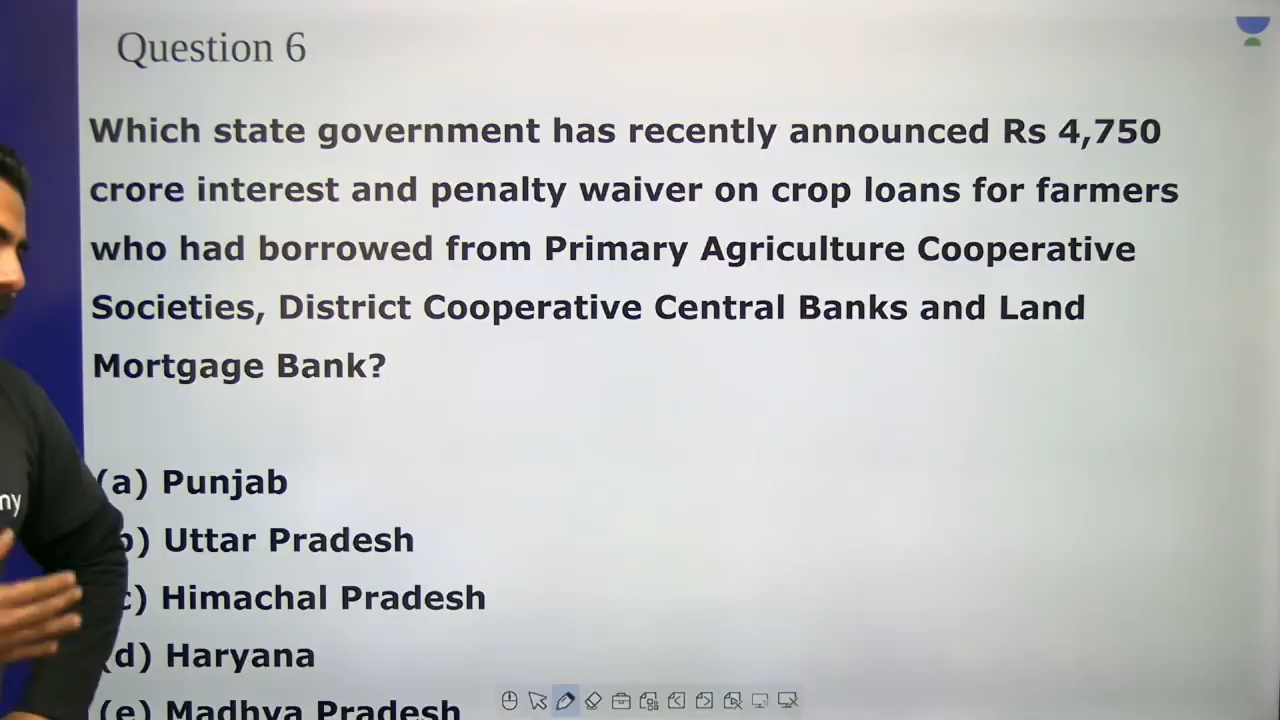 Question 6
Which state government has recently announced Rs 4,750
crore interest and penalty waiver on crop loans for farmers
who had borrowed from Primary Agriculture Cooperative
Societies, District Cooperative Central Banks and Land
Mortgage Bank?
(a) Punjab
b) Uttar Pradesh
c) Himachal Pradesh
my
(d) Haryana
(e) Madhya Pradesh